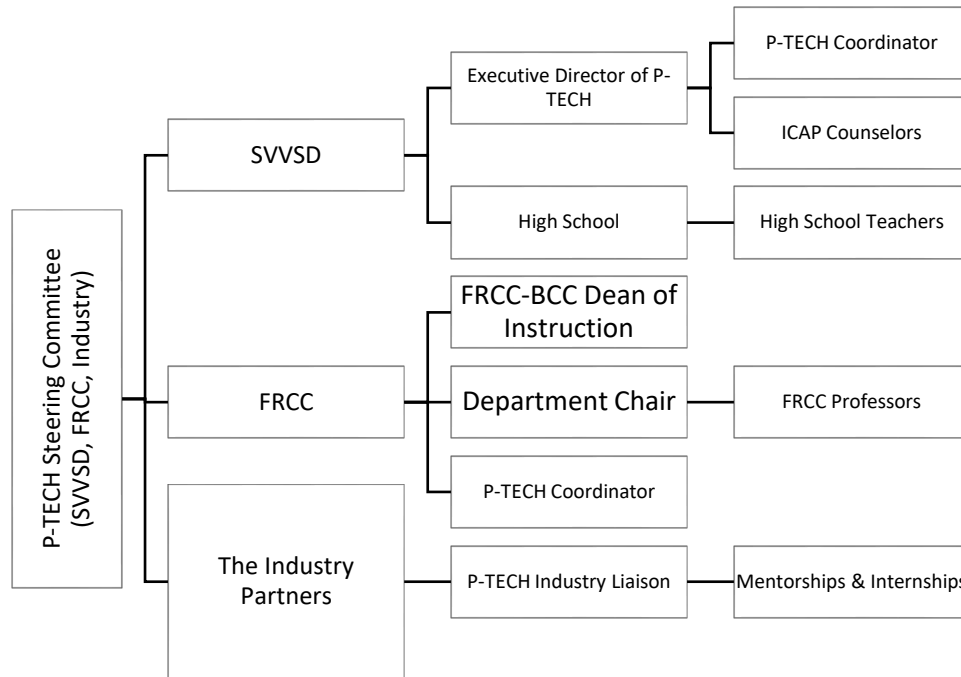 P-TECH Steering Committee
(SVVSD, FRCC, Industry)
SVVSD
Executive Director of P-
TECH
P-TECH Coordinator
ICAP Counselors
High School
High School Teachers
FRCC
FRCC-BCC Dean of
Instruction
Department Chair
FRCC Professors
P-TECH Coordinator
The Industry
Partners
P-TECH Industry Liaison
Mentorships & Internships